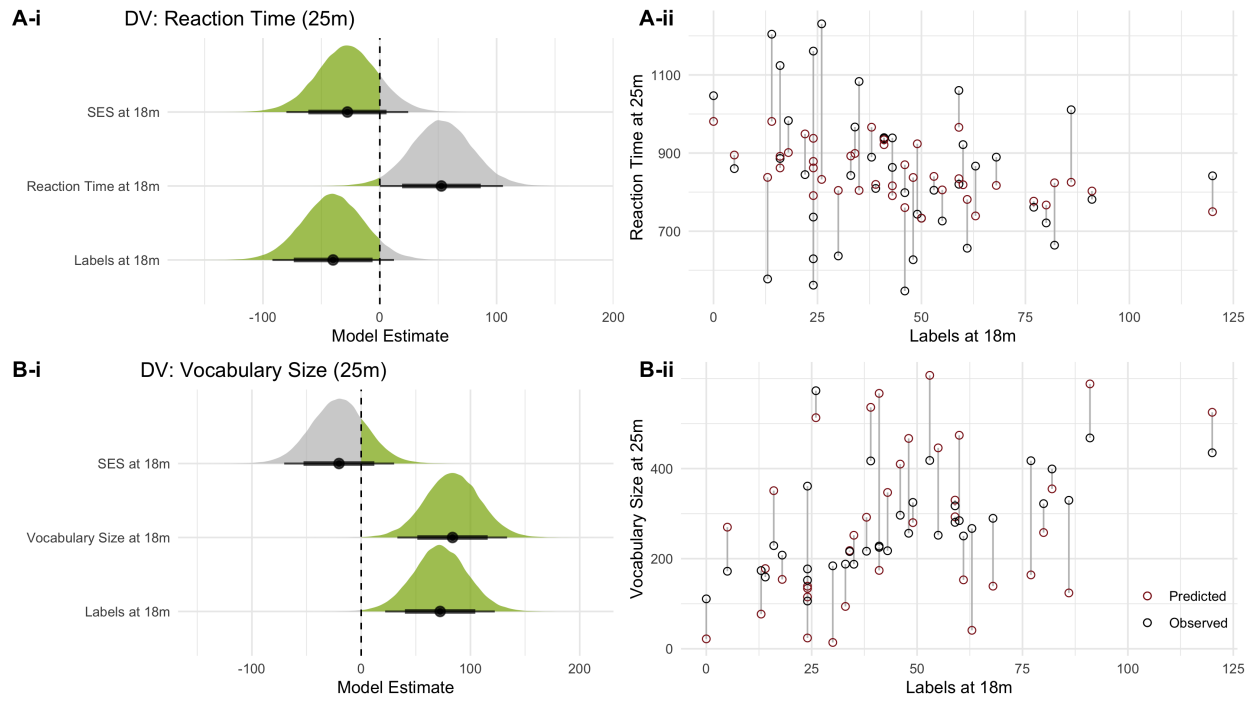 A-i
DV: Reaction Time (25m)
SES at 18m
Reaction Time at 18m
Labels at 18m
-100 0 100 200
Model Estimate
A-ii
Reaction Time at 25m
1100
900
700
0 25 50 75 100 125
Labels at 18m
B-i
DV: Vocabulary Size (25m)
SES at 18m
Vocabulary Size at 18m
Labels at 18m
-100 0 100 200
Model Estimate
B-ii
Vocabulary Size at 25m
400
200
0
Predicted
Observed
0 25 50 75 100 125
Labels at 18m